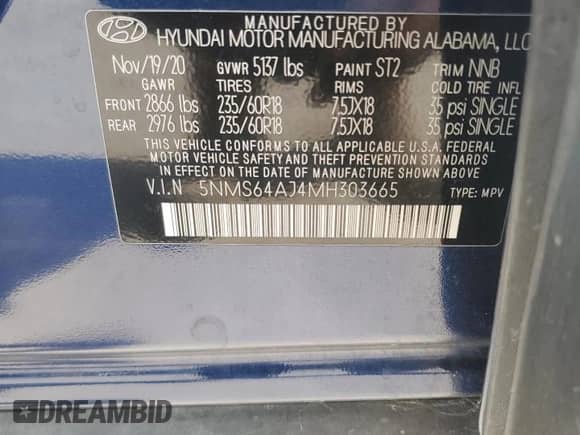 MANUFACTURED BY
HYUNDAI MOTOR MANUFACTURING ALABAMA, LLC
Nov/19/20 GVWR 5137 lbs PAINT ST2 TRIM NNB
GAWR TIRES RIMS COLD TIRE INFL
FRONT 2866 lbs 235/60R18 7.5JX18 35 psi SINGLE
REAR 2976 lbs 235/60R18 7.5JX18 35 psi SINGLE
THIS VEHICLE CONFORMS TO ALL APPLICABLE U.S.A. FEDERAL
MOTOR VEHICLE SAFETY AND THEFT PREVENTION STANDARDS
IN EFFECT ON THE DATE OF MANUFACTURE SHOWN ABOVE.
V.I.N 5NMS64AJ4MH303665 TYPE: MPV
DREAMBID